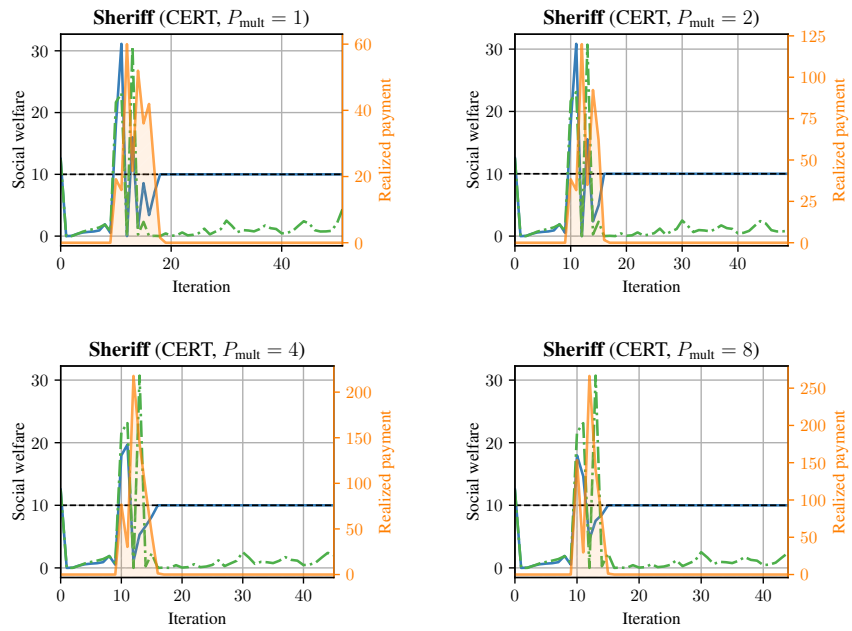 Sheriff (CERT, P_mult = 1)
Social welfare
30
20
10
0
60
40
20
0
Realized payment
0 20 40
Iteration
Sheriff (CERT, P_mult = 2)
Social welfare
30
20
10
0
125
100
75
50
25
0
Realized payment
0 10 20 30 40
Iteration
Sheriff (CERT, P_mult = 4)
Social welfare
30
20
10
0
200
150
100
50
0
Realized payment
0 10 20 30 40
Iteration
Sheriff (CERT, P_mult = 8)
Social welfare
30
20
10
0
250
200
150
100
50
0
Realized payment
0 10 20 30 40
Iteration